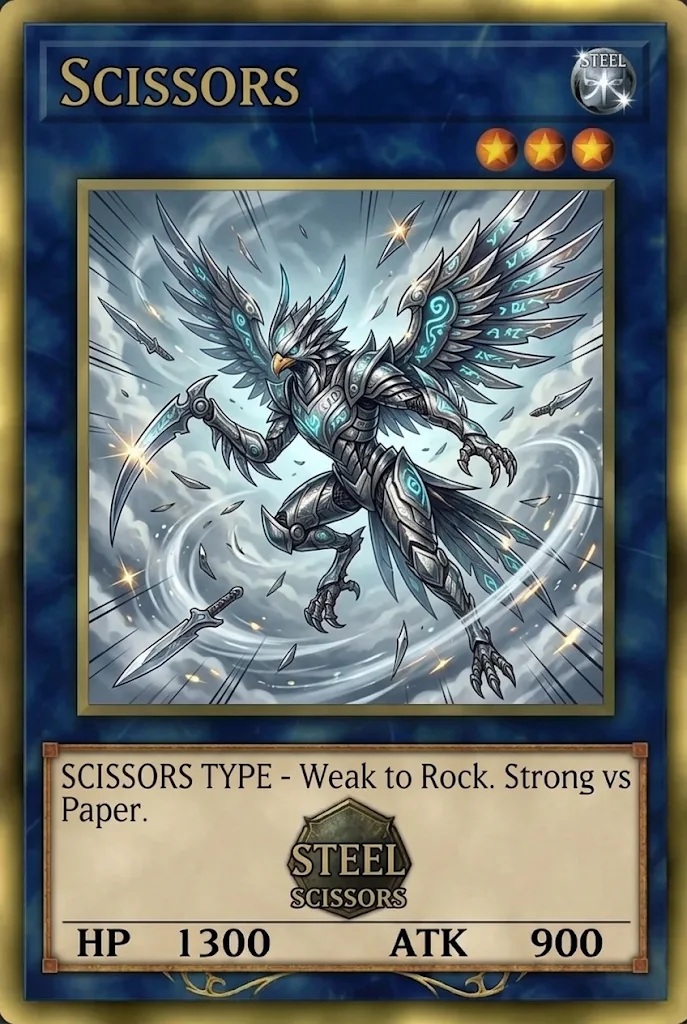 SCISSORS
STEEL
SCISSORS TYPE - Weak to Rock. Strong vs
Paper.
STEEL
SCISSORS
HP 1300 ATK 900